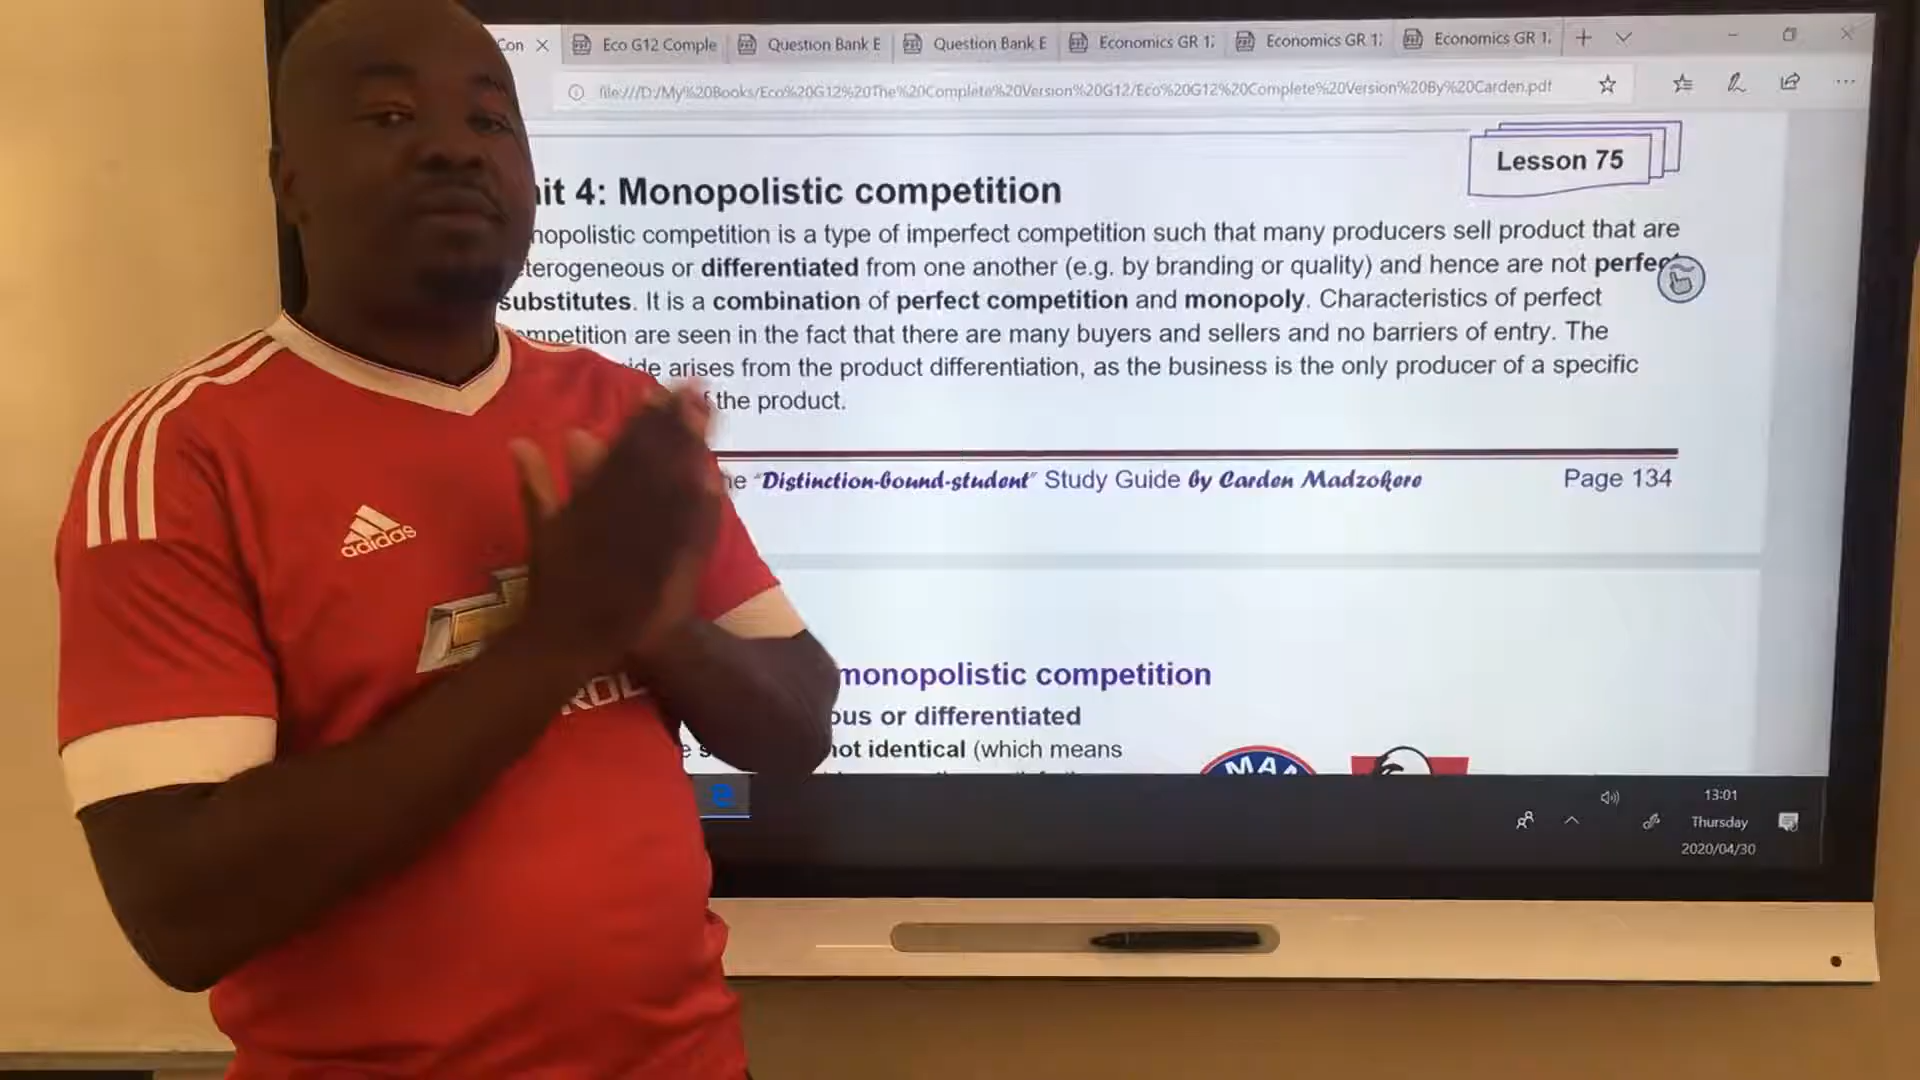 Con
Eco G12 Comple
Question Bank E
Question Bank E
Economics GR 1
Economics GR 1
Economics GR 1
file:///D:/My%20Books/Eco%20G12%20The%20Complete%20Version%20G12/Eco%20G12%20Complete%20Version%20By%20Carden.pdf
Lesson 75
it 4: Monopolistic competition
nopolistic competition is a type of imperfect competition such that many producers sell product that are
terogeneous or differentiated from one another (e.g. by branding or quality) and hence are not perfec
substitutes. It is a combination of perfect competition and monopoly. Characteristics of perfect
mpetition are seen in the fact that there are many buyers and sellers and no barriers of entry. The
ide arises from the product differentiation, as the business is the only producer of a specific
the product.
he "Distinction-bound-student" Study Guide by Carden Madzokere
Page 134
monopolistic competition
ous or differentiated
not identical (which means
MAN
adidas
ROL
13:01
Thursday
2020/04/30